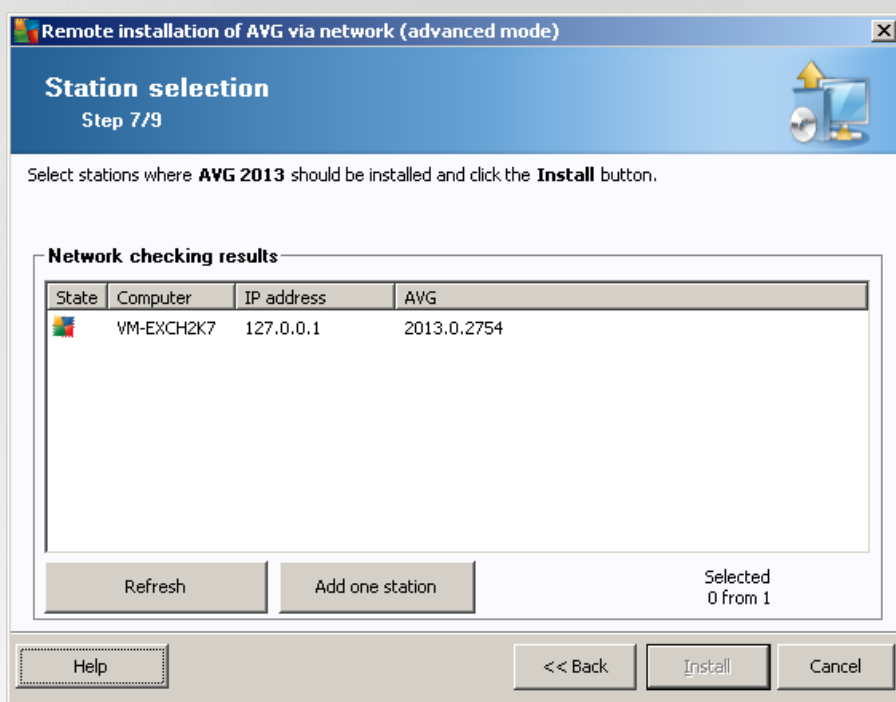 Remote installation of AVG via network (advanced mode)
Station selection
Step 7/9
Select stations where AVG 2013 should be installed and click the Install button.
Network checking results
State Computer IP address AVG
VM-EXCH2K7 127.0.0.1 2013.0.2754
Refresh Add one station Selected
0 from 1
Help << Back Install Cancel